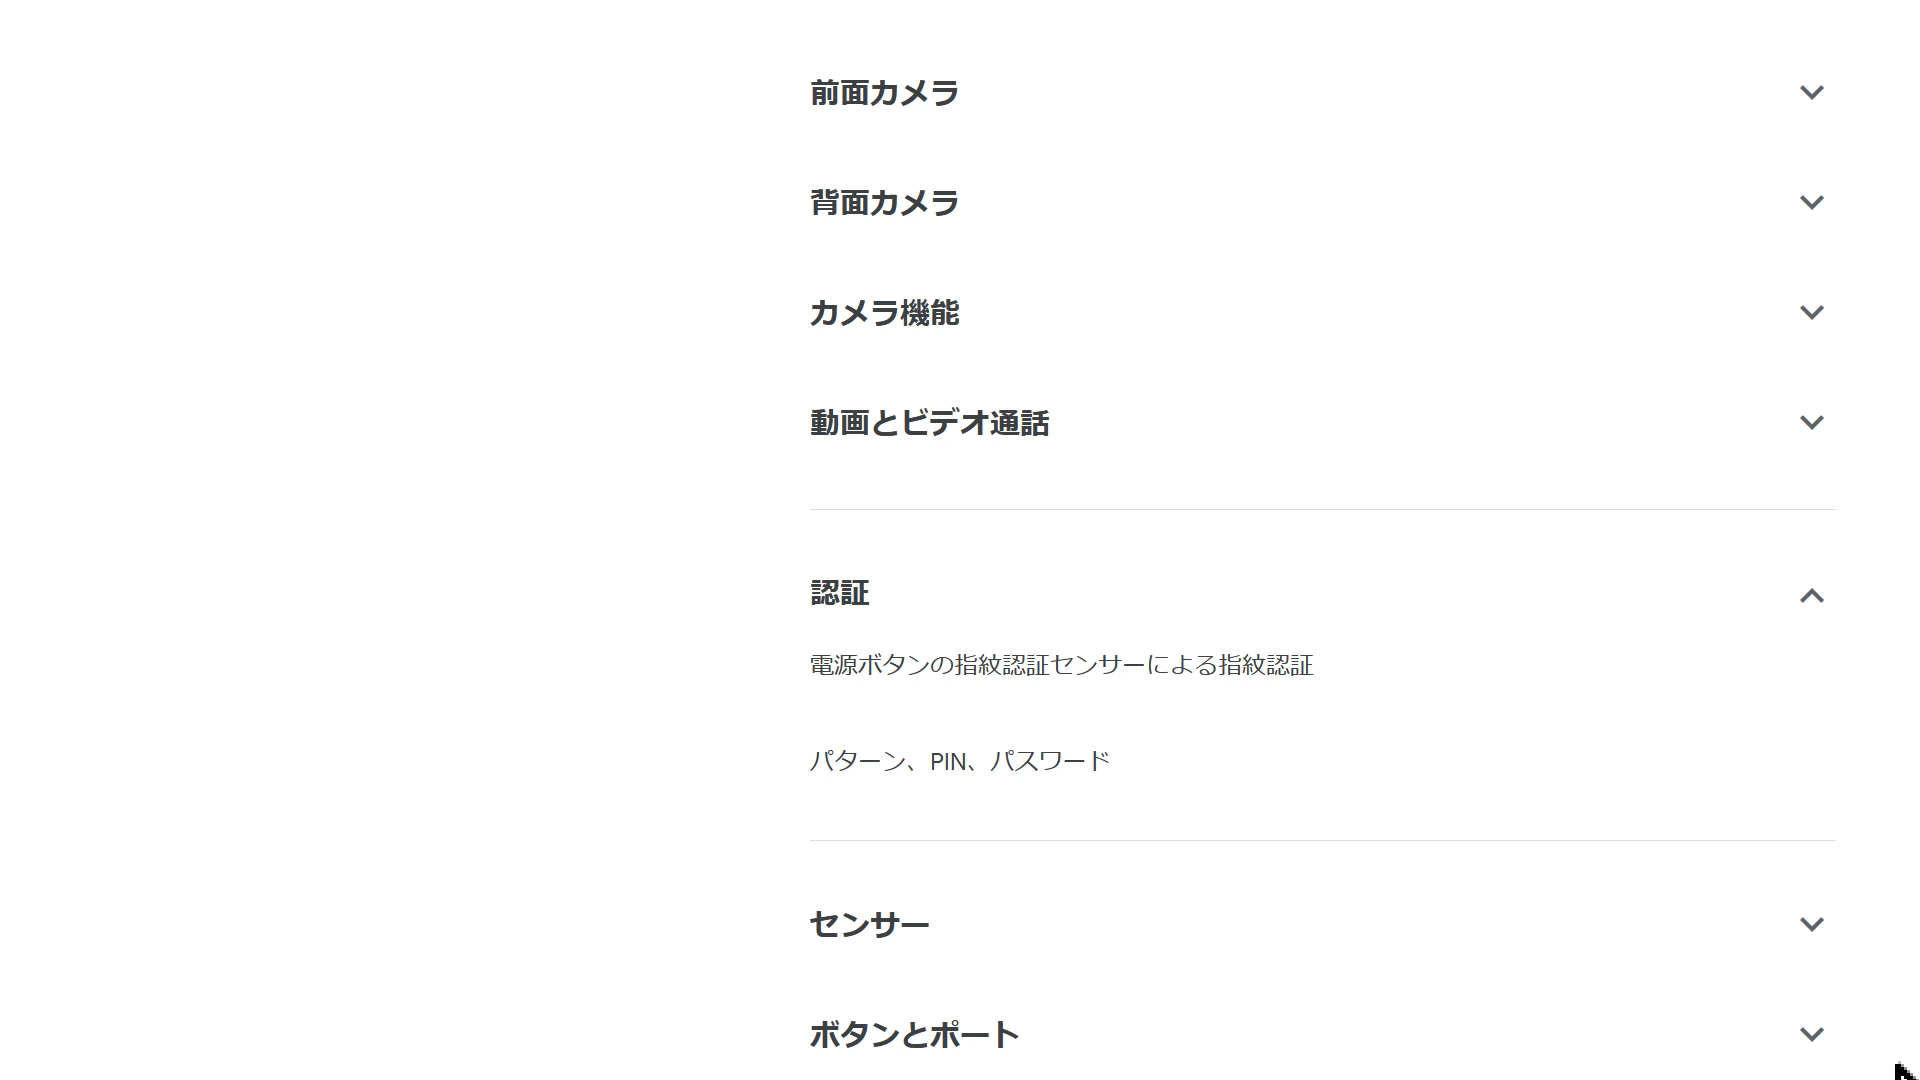 前面カメラ
背面カメラ
カメラ機能
動画とビデオ通話
認証
電源ボタンの指紋認証センサーによる指紋認証
パターン、PIN、パスワード
センサー
ボタンとポート